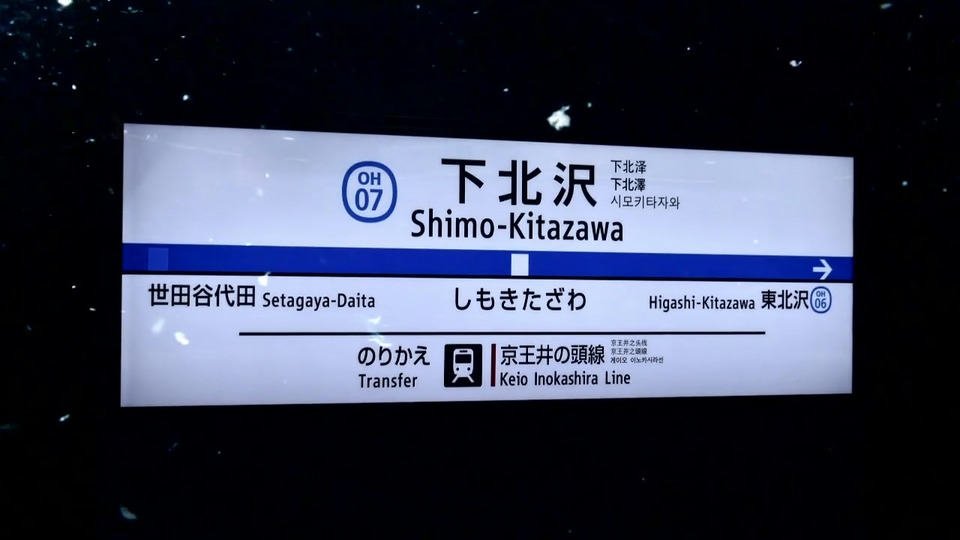 OH
07
下北沢
下北泽
下北澤
시모키타자와
Shimo-Kitazawa
世田谷代田 Setagaya-Daita
しもきたざわ
Higashi-Kitazawa 東北沢 OH 06
のりかえ
Transfer
京王井の頭線
京王井之头线
京王井之頭線
게이오 이노카시라선
Keio Inokashira Line